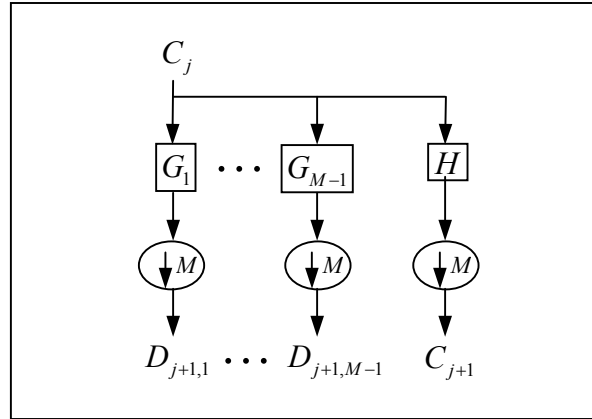 C_j
G_1 ... G_{M-1} H
↓M ↓M ↓M
D_{j+1,1} ... D_{j+1,M-1} C_{j+1}